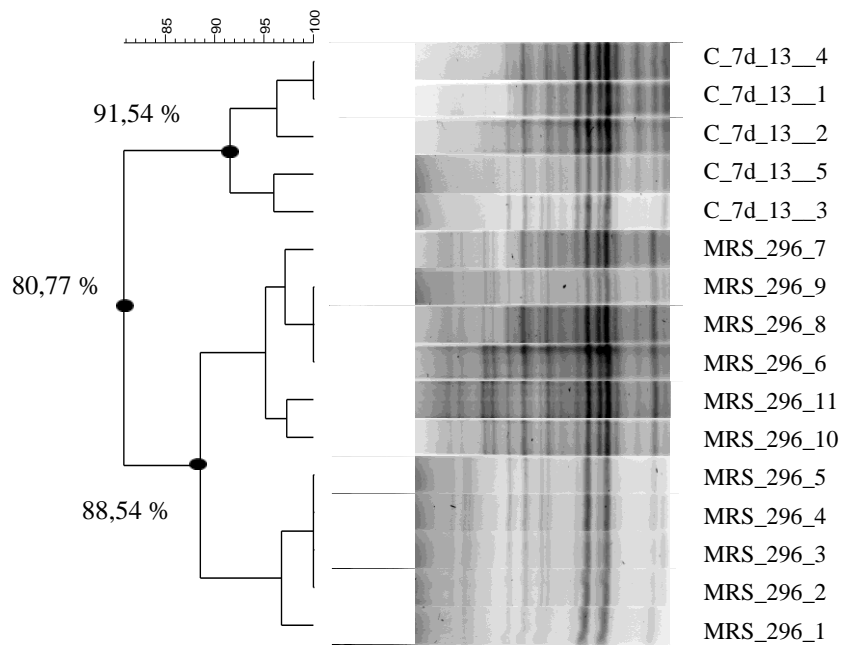 85 90 95 100
C_7d_13__4
91,54 %
C_7d_13__1
C_7d_13__2
C_7d_13__5
C_7d_13__3
MRS_296_7
80,77 %
MRS_296_9
MRS_296_8
MRS_296_6
MRS_296_11
MRS_296_10
MRS_296_5
88,54 %
MRS_296_4
MRS_296_3
MRS_296_2
MRS_296_1